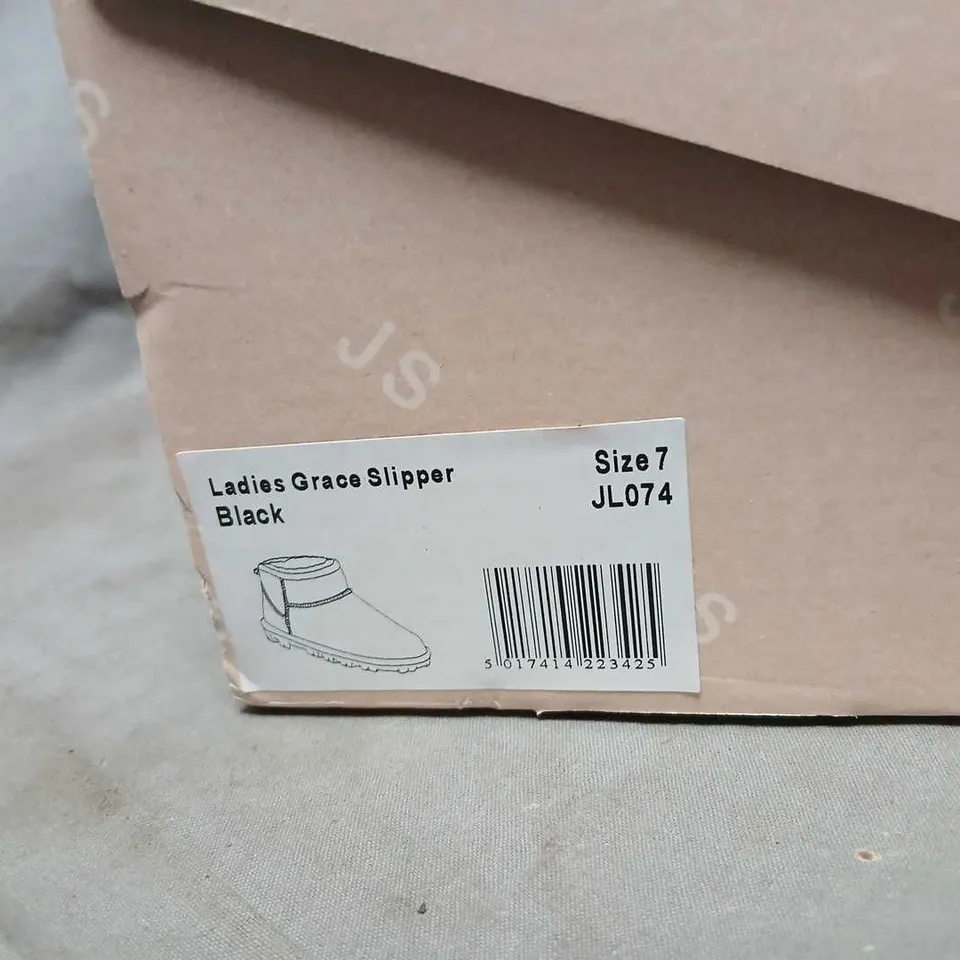 JS
JS
Ladies Grace Slipper
Black
Size 7
JL074
5 017414 223425
S